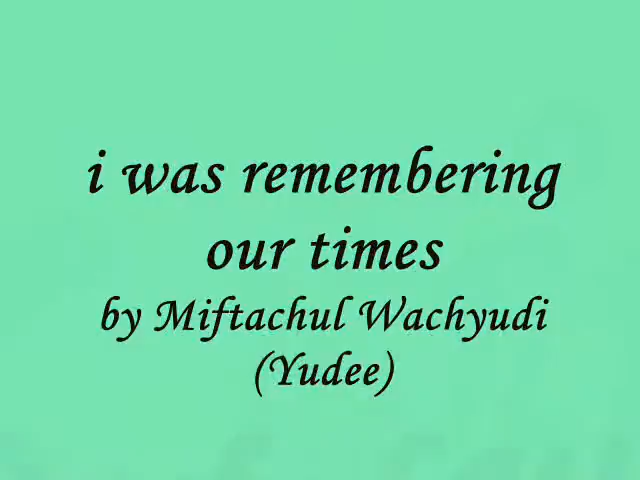 i was remembering
our times
by Miftachul Wachyudi
(Yudee)